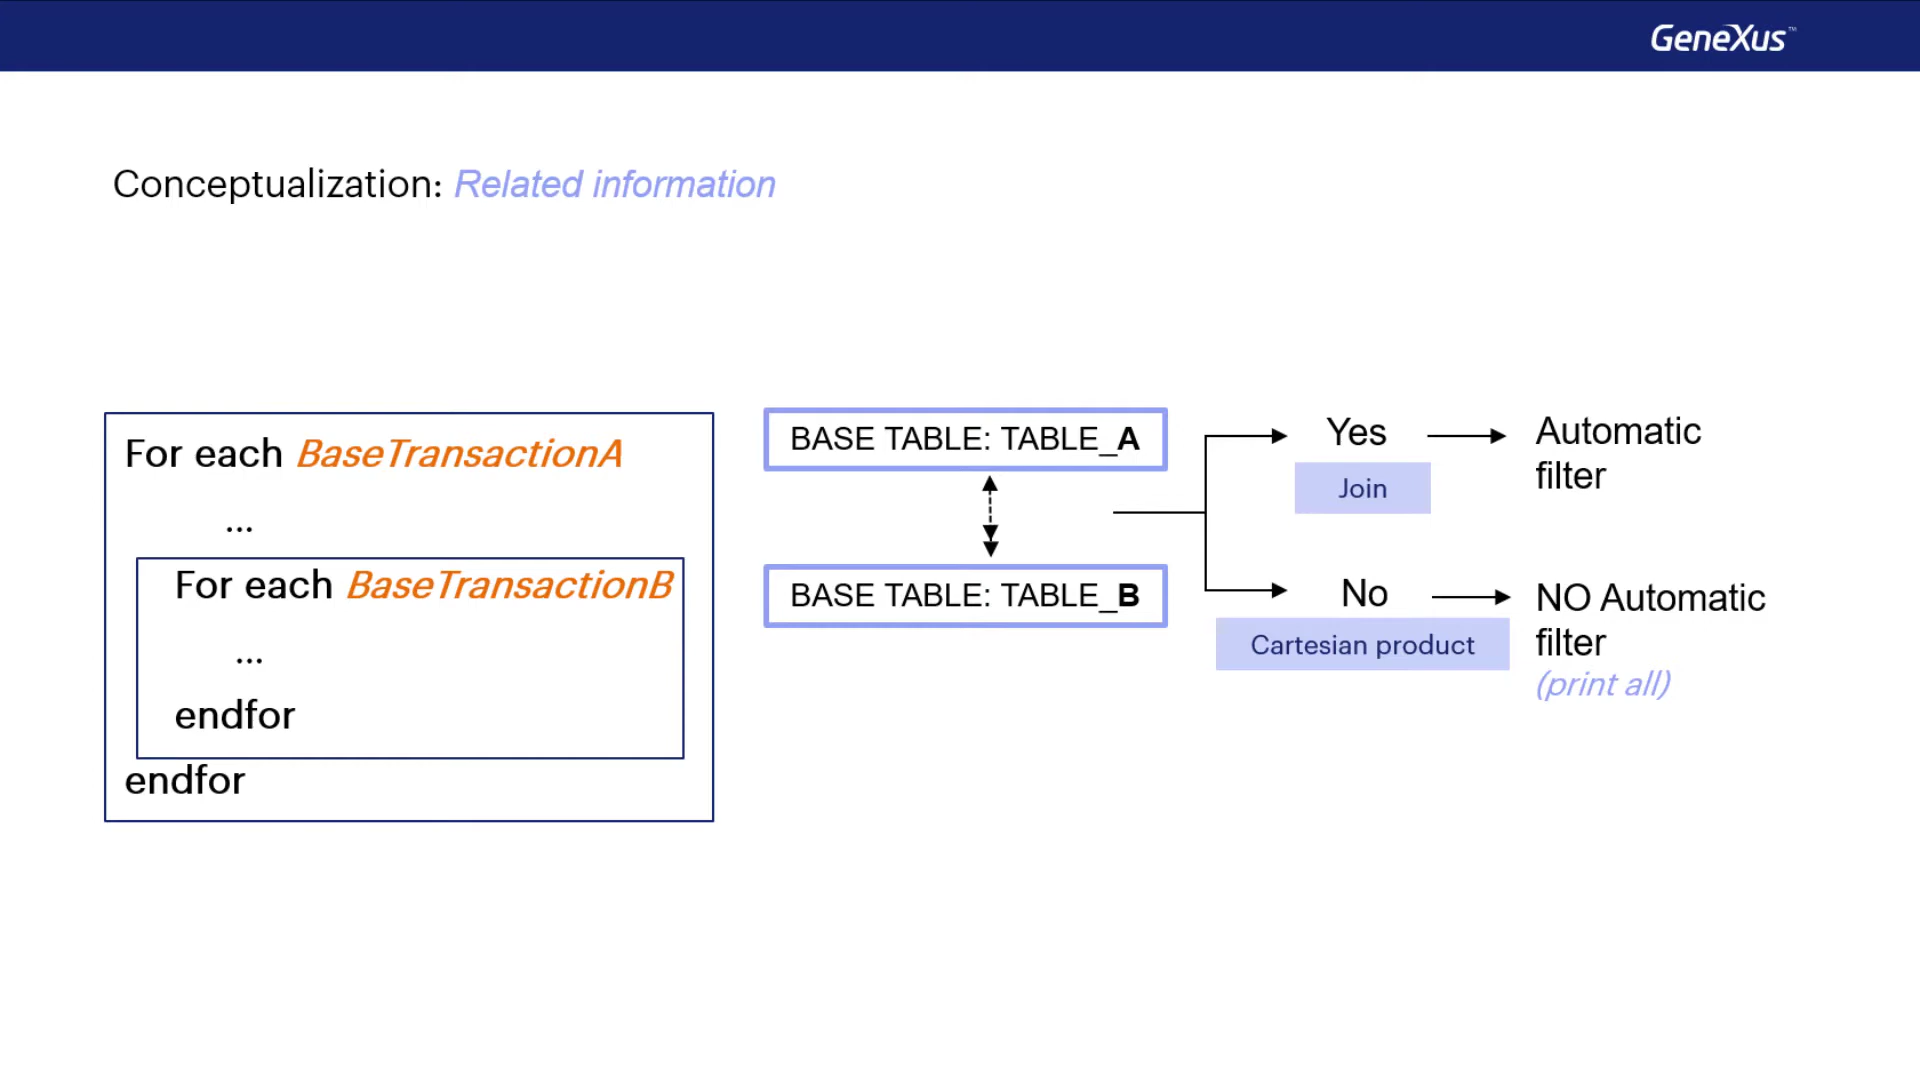 GeneXus™
Conceptualization: Related information
For each BaseTransactionA
...
For each BaseTransactionB
...
endfor
endfor
BASE TABLE: TABLE_A
BASE TABLE: TABLE_B
Yes
Join
Automatic
filter
No
Cartesian product
NO Automatic
filter
(print all)